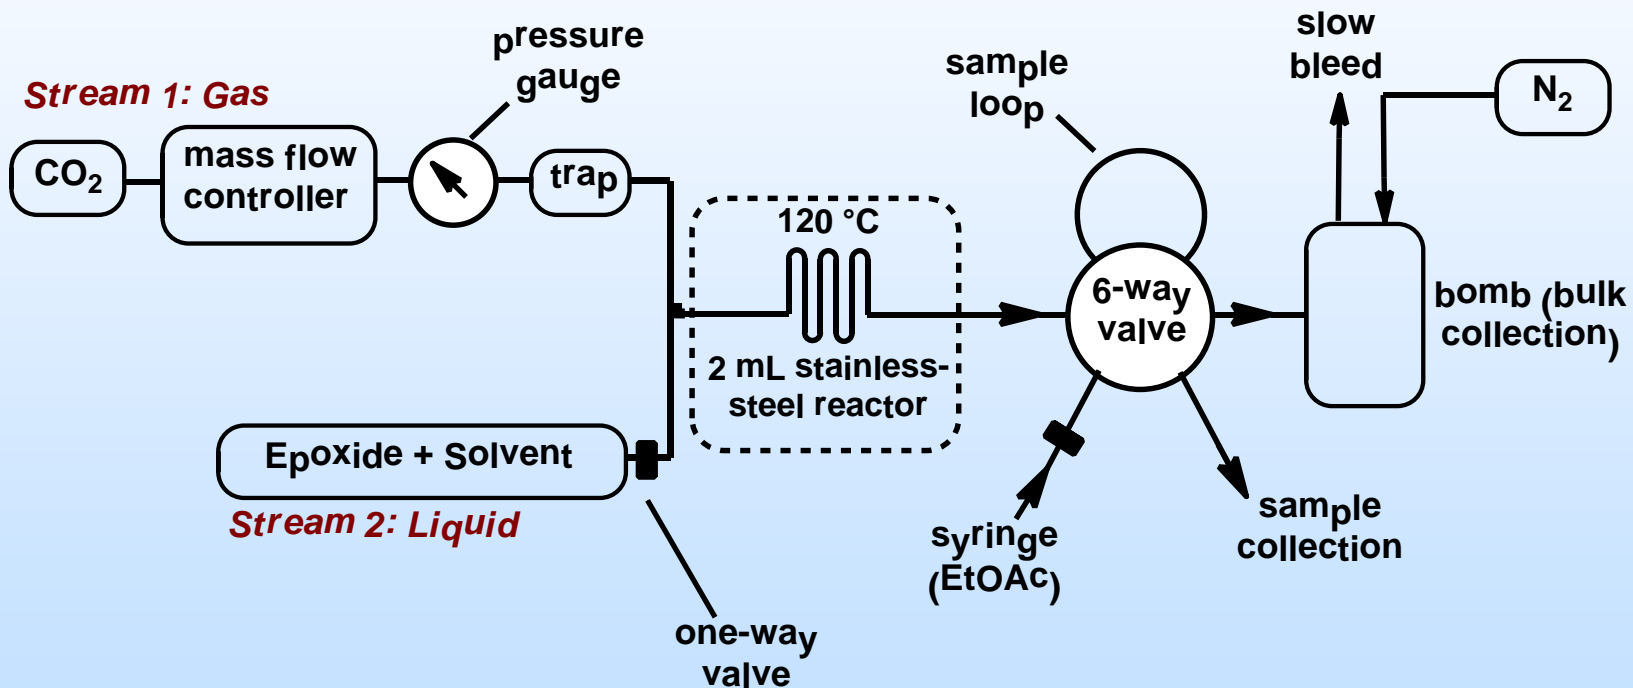 pressure
gauge
sample
loop
slow
bleed
N₂
Stream 1: Gas
CO₂
mass flow
controller
trap
120 °C
2 mL stainless-
steel reactor
6-way
valve
bomb (bulk
collection)
Epoxide + Solvent
Stream 2: Liquid
syringe
(EtOAc)
sample
collection
one-way
valve